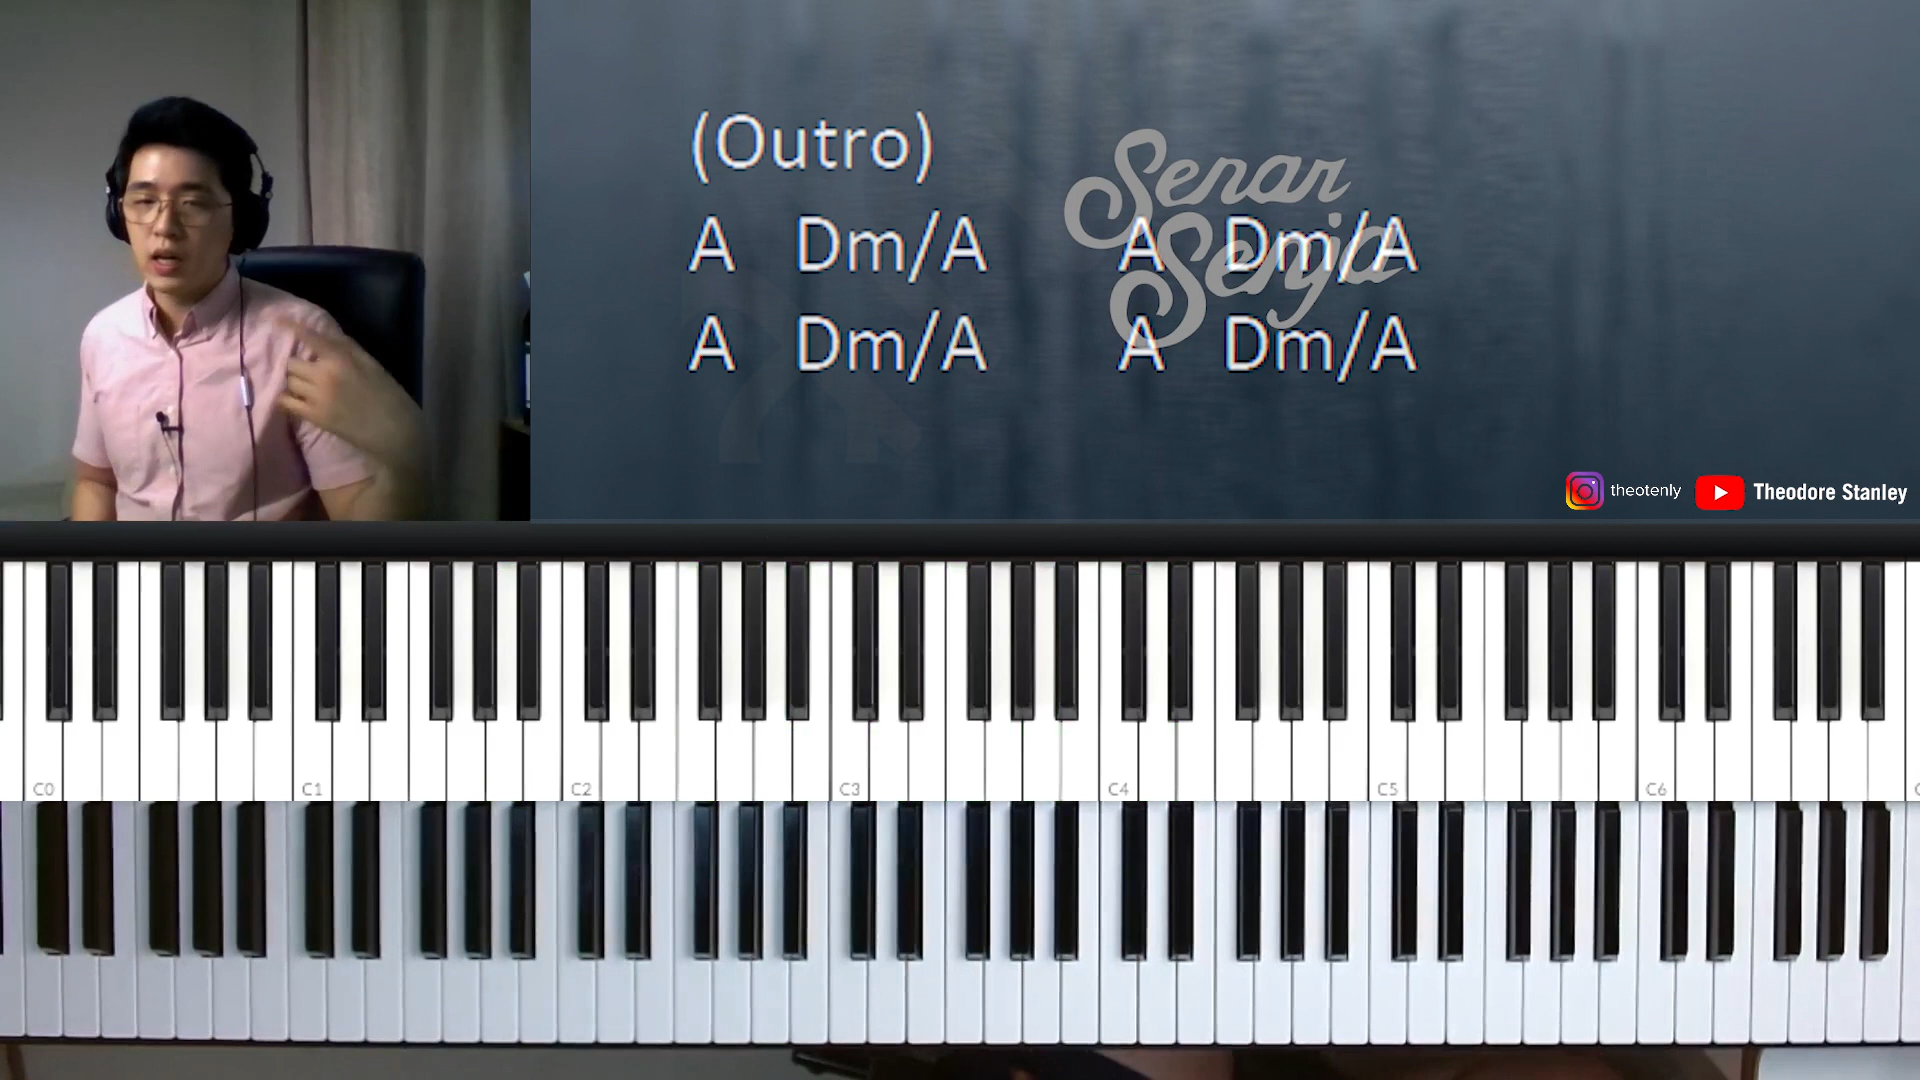 (Outro)
Senar
Senja
A Dm/A A Dm/A
A Dm/A A Dm/A
theotenly Theodore Stanley
C0 C1 C2 C3 C4 C5 C6